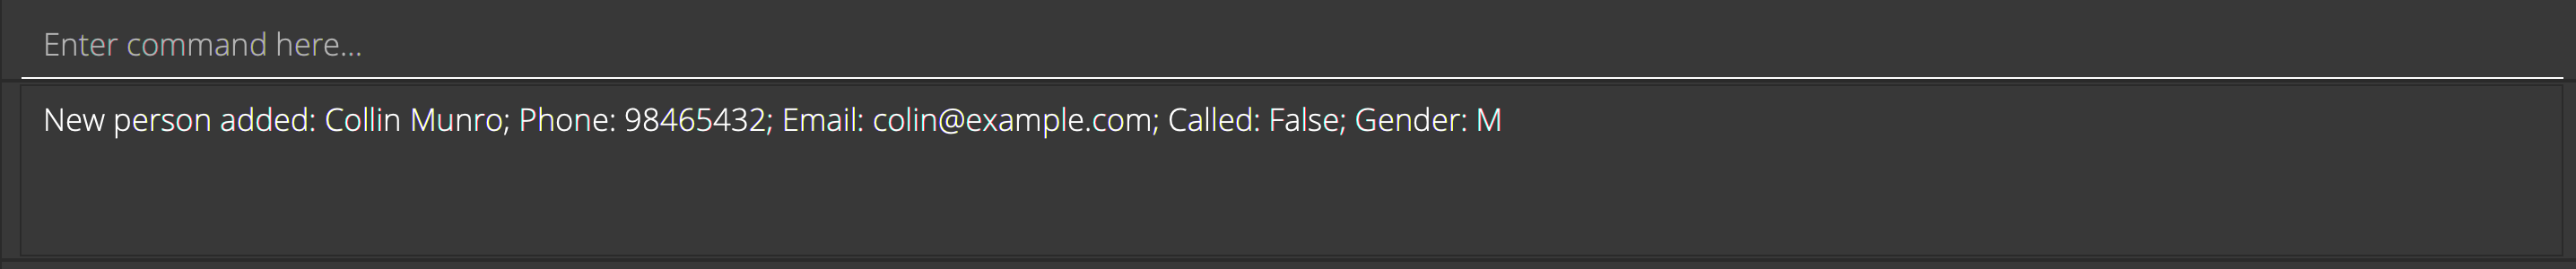 Enter command here...
New person added: Collin Munro; Phone: 98465432; Email: colin@example.com; Called: False; Gender: M